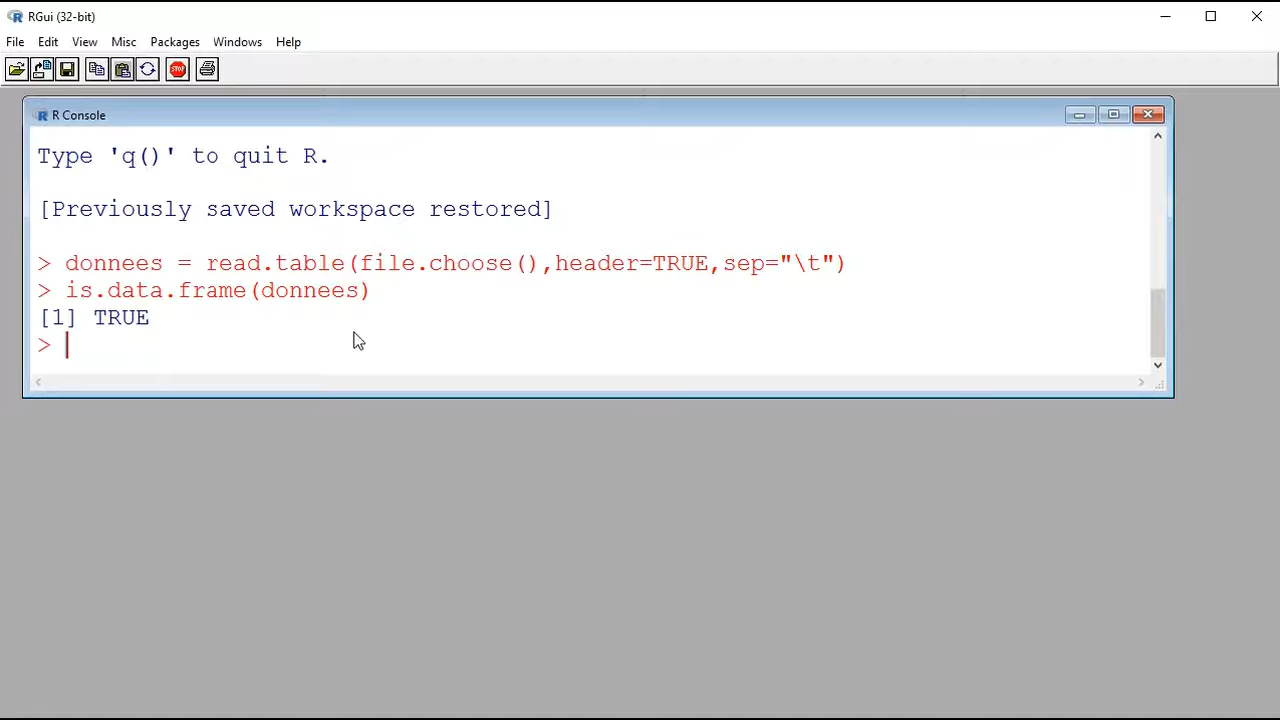 RGui (32-bit)
File Edit View Misc Packages Windows Help
STOP
R Console
Type 'q()' to quit R.
[Previously saved workspace restored]
> donnees = read.table(file.choose(),header=TRUE,sep="\t")
> is.data.frame(donnees)
[1] TRUE
>